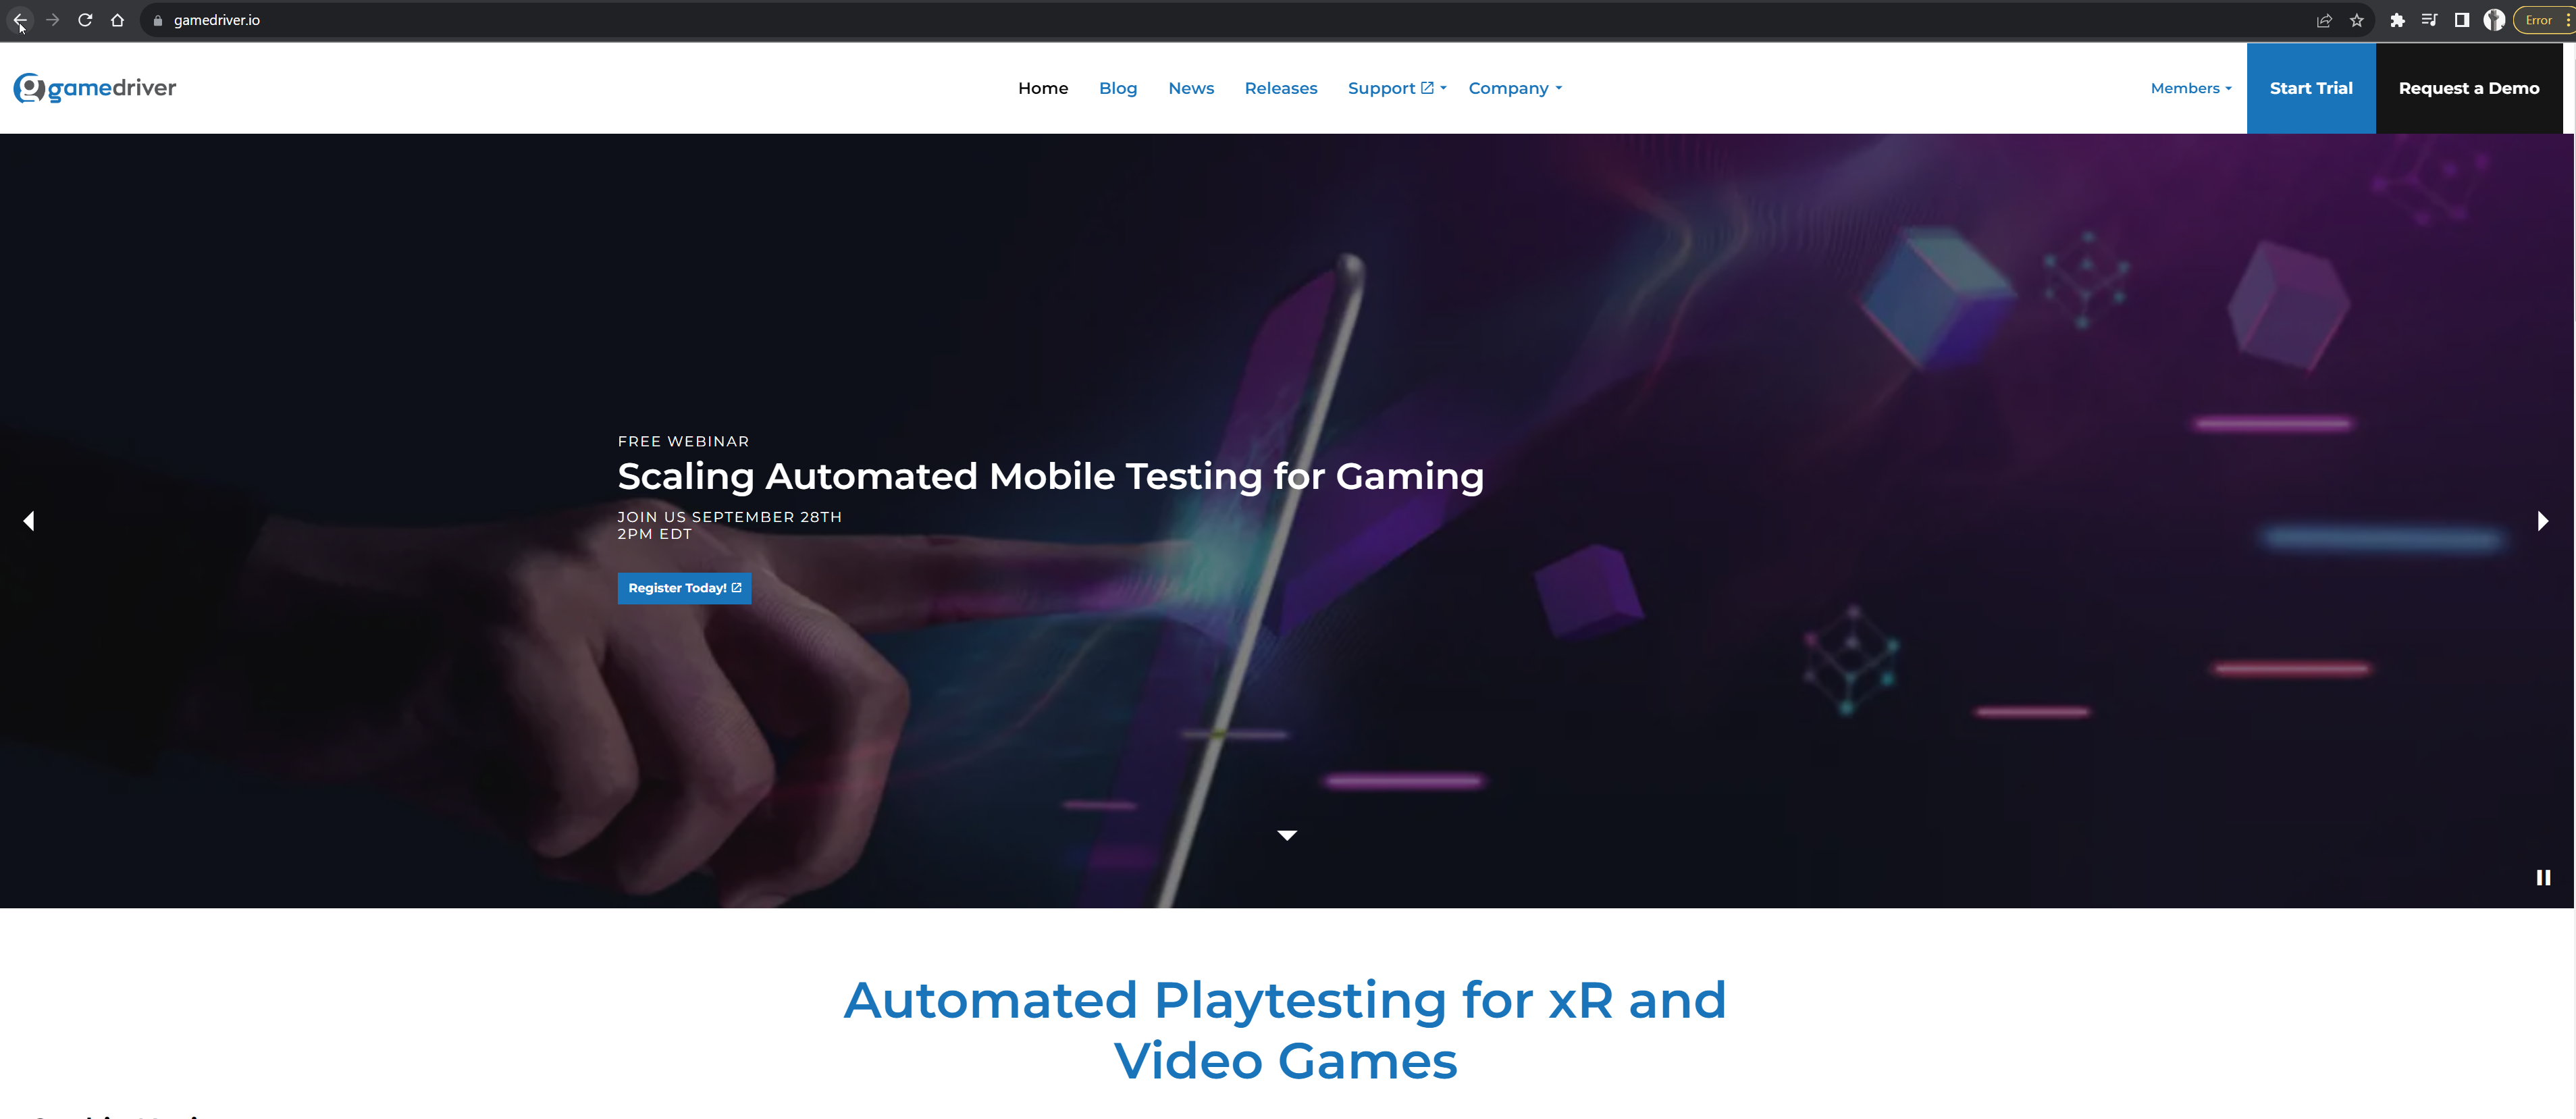 gamedriver.io
Error
gamedriver
Home
Blog
News
Releases
Support
Company
Members
Start Trial
Request a Demo
FREE WEBINAR
Scaling Automated Mobile Testing for Gaming
JOIN US SEPTEMBER 28TH
2PM EDT
Register Today!
Automated Playtesting for xR and
Video Games